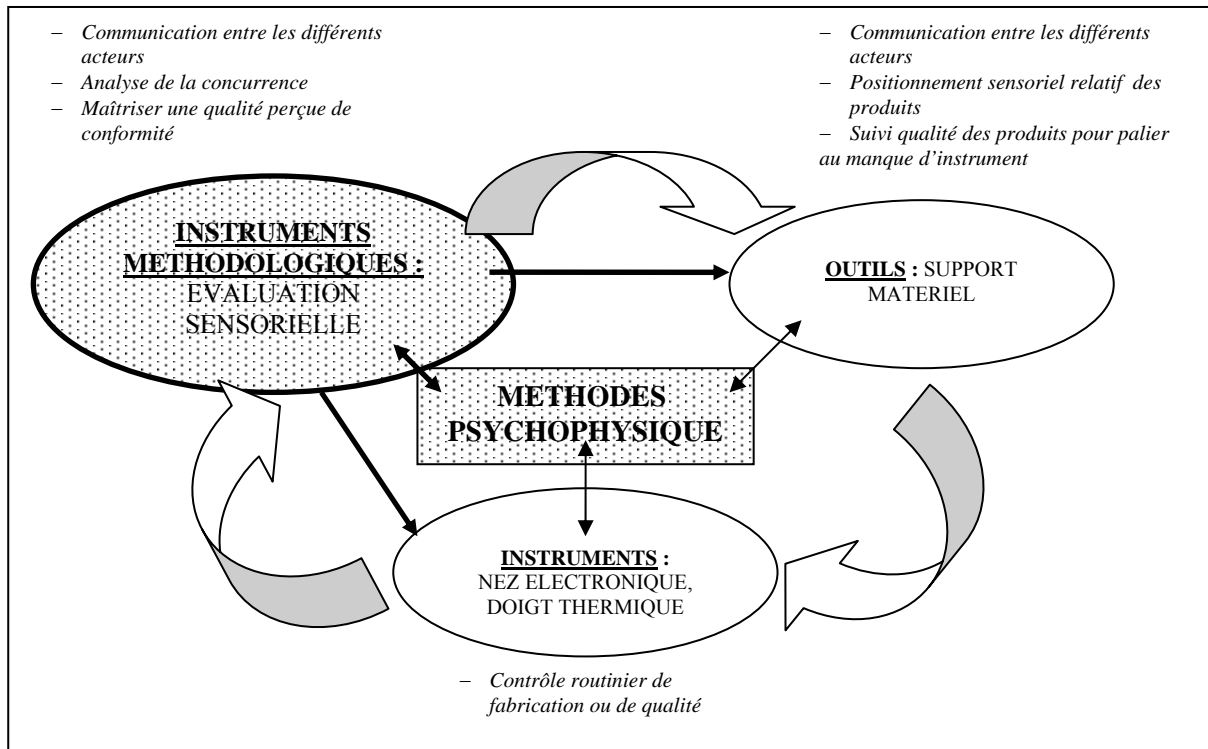 – Communication entre les différents
acteurs
– Analyse de la concurrence
– Maîtriser une qualité perçue de
conformité
– Communication entre les différents
acteurs
– Positionnement sensoriel relatif des
produits
– Suivi qualité des produits pour palier
au manque d’instrument
INSTRUMENTS
METHODOLOGIQUES :
EVALUATION
SENSORIELLE
OUTILS : SUPPORT
MATERIEL
METHODES
PSYCHOPHYSIQUE
INSTRUMENTS :
NEZ ELECTRONIQUE,
DOIGT THERMIQUE
– Contrôle routinier de
fabrication ou de qualité